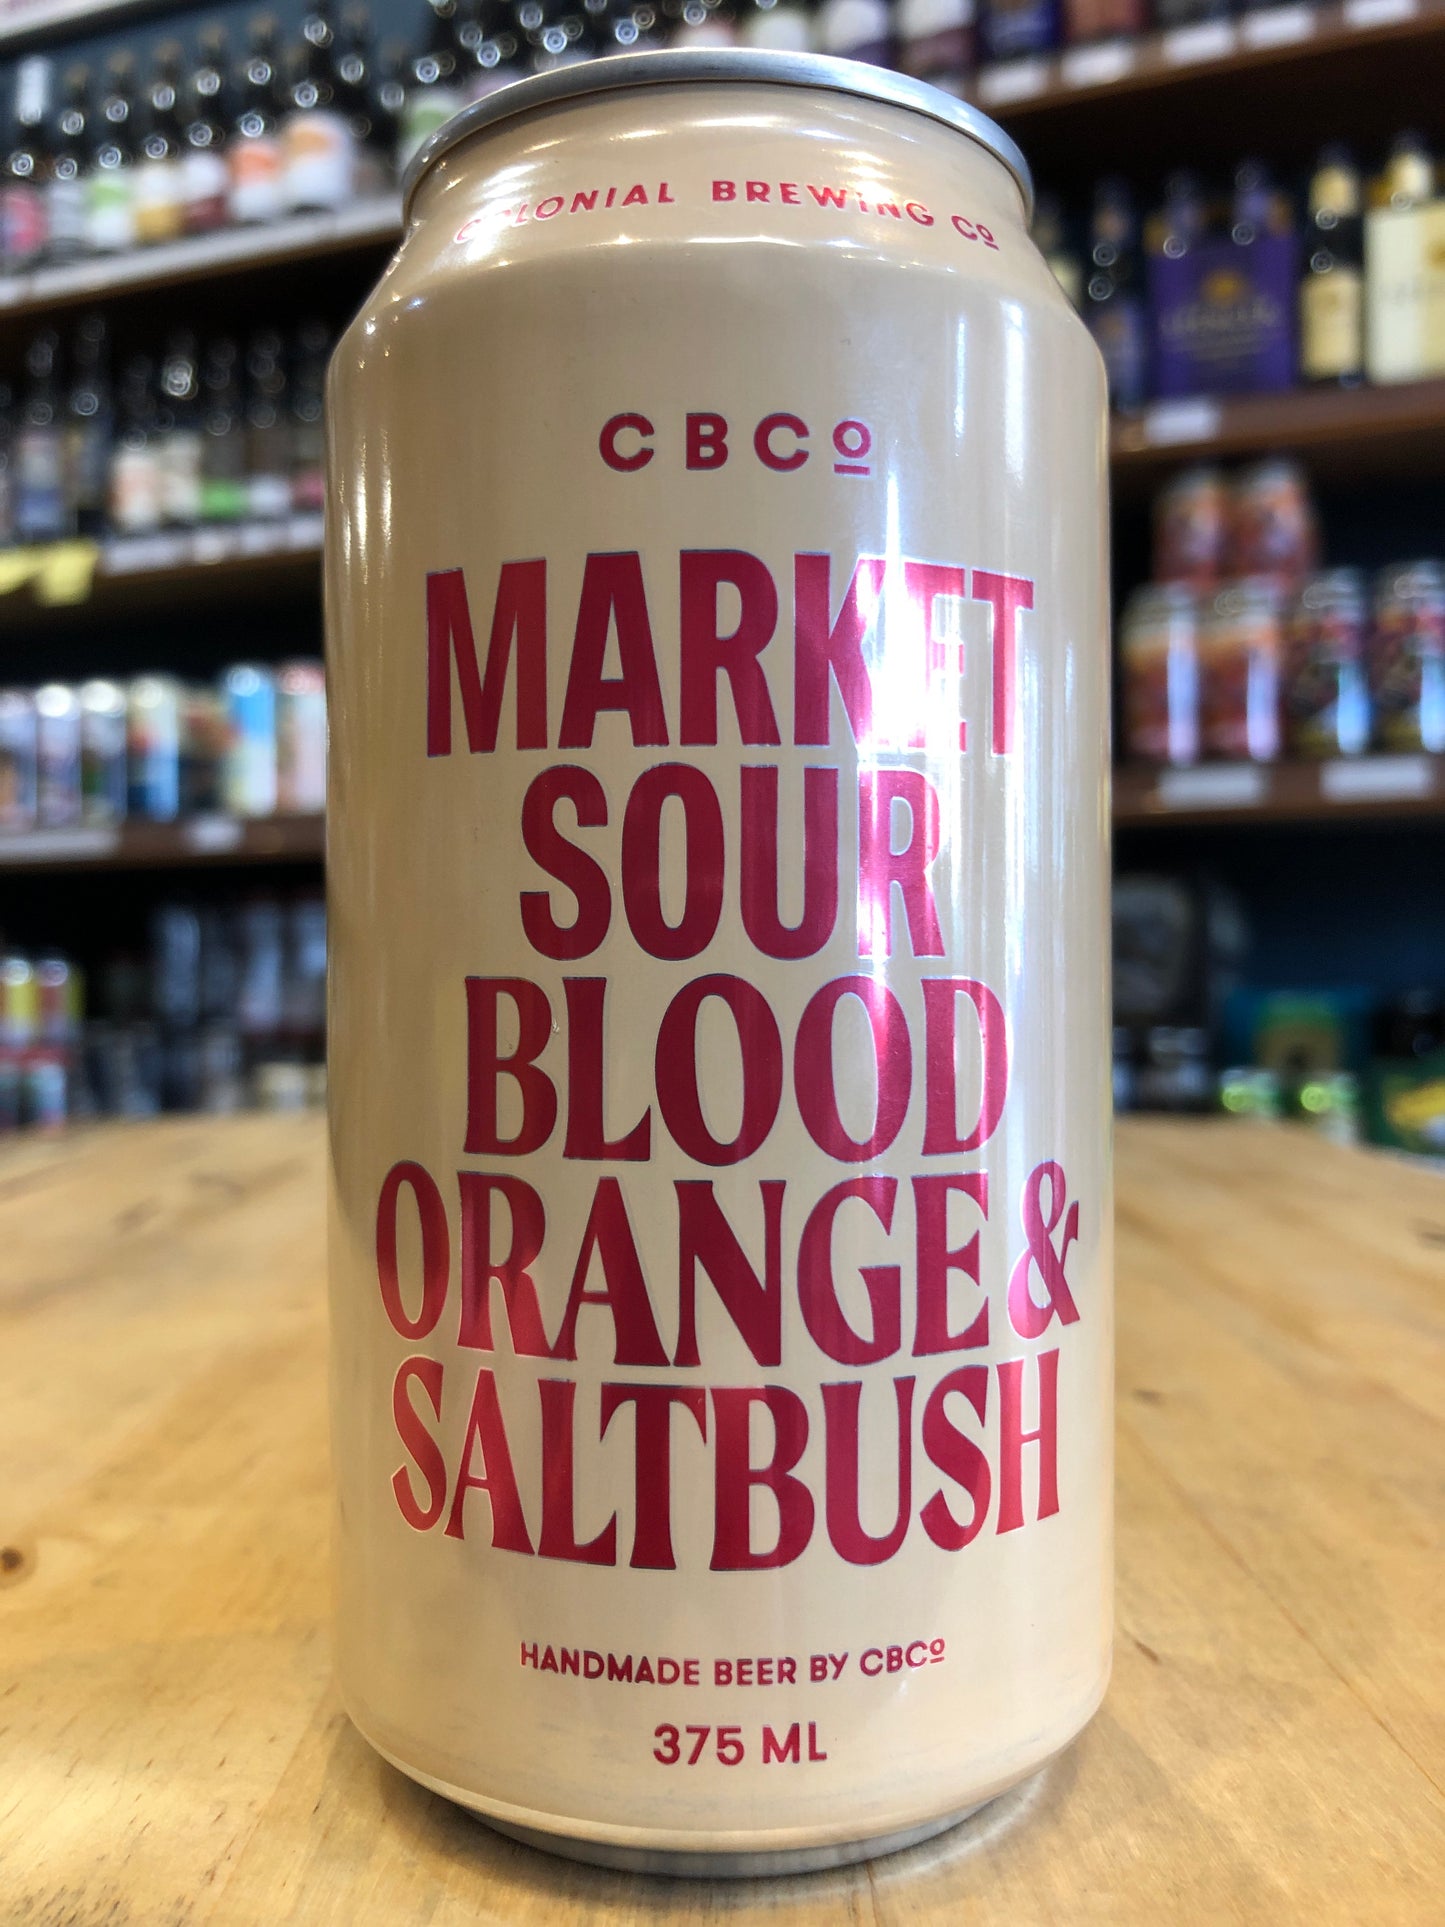 COLONIAL BREWING Cº
CBCº
MARKET
SOUR
BLOOD
ORANGE &
SALTBUSH
HANDMADE BEER BY CBCº
375 ML